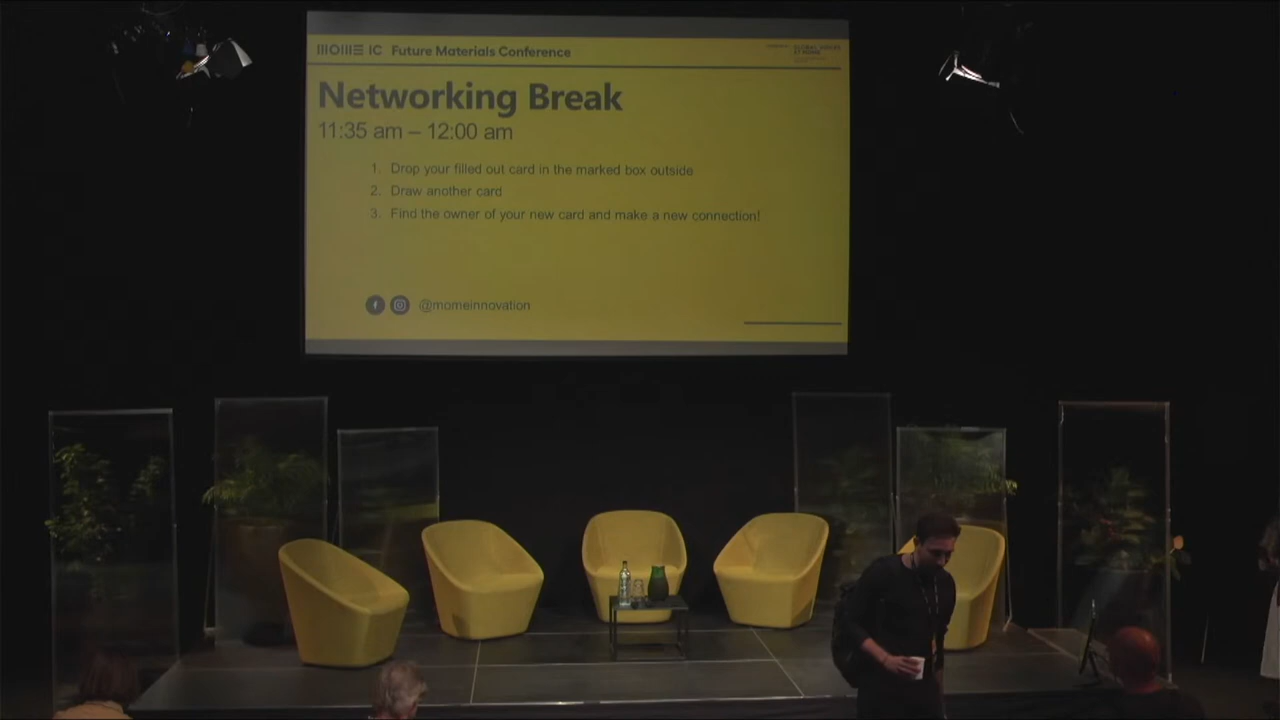 MOME iC Future Materials Conference
Networking Break
11:35 am – 12:00 am
1. Drop your filled out card in the marked box outside
2. Draw another card
3. Find the owner of your new card and make a new connection!
@momeinnovation